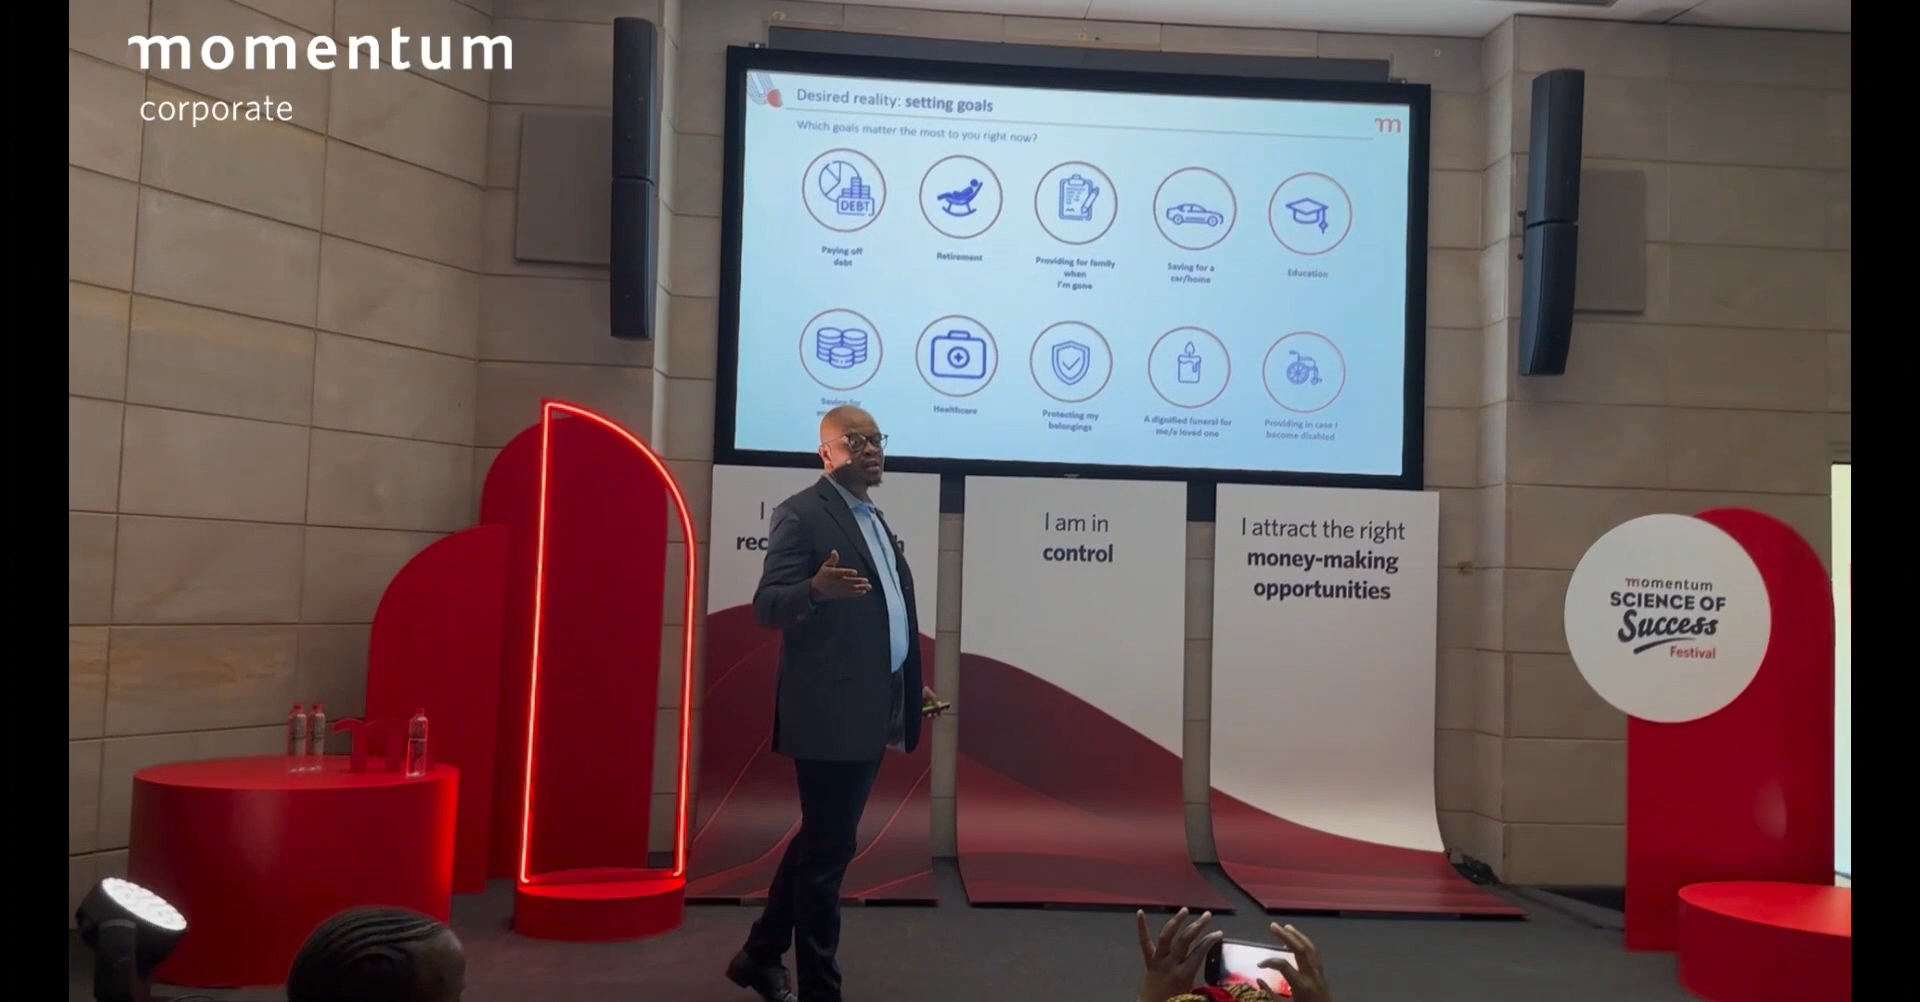 momentum
corporate
Desired reality: setting goals
m
Which goals matter the most to you right now?
DEBT
Paying off
debt
Retirement
Providing for family
when
I'm gone
Saving for a
car/home
Education
Saving for
Healthcare
Protecting my
belongings
A dignified funeral for
me/a loved one
Providing in case I
become disabled
I
I am in
control
I attract the right
money-making
opportunities
momentum
SCIENCE OF
Success
Festival
m